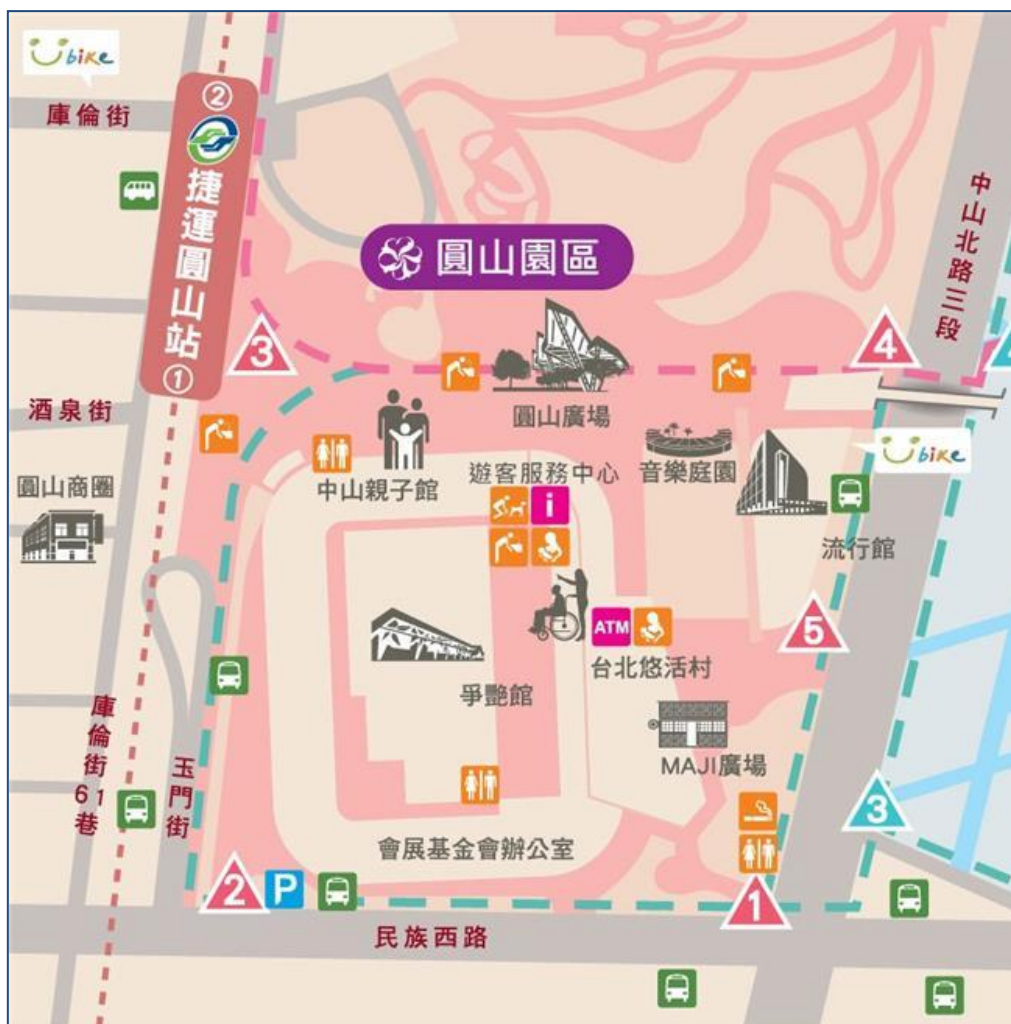 Ubike
庫倫街
②
捷運圓山站
①
中山北路三段
圓山園區
3
4
圓山廣場
酒泉街
Ubike
圓山商圈
中山親子館
遊客服務中心
音樂庭園
i
流行館
ATM
5
台北悠活村
爭艷館
庫倫街61巷
玉門街
MAJI廣場
3
會展基金會辦公室
2
P
1
民族西路